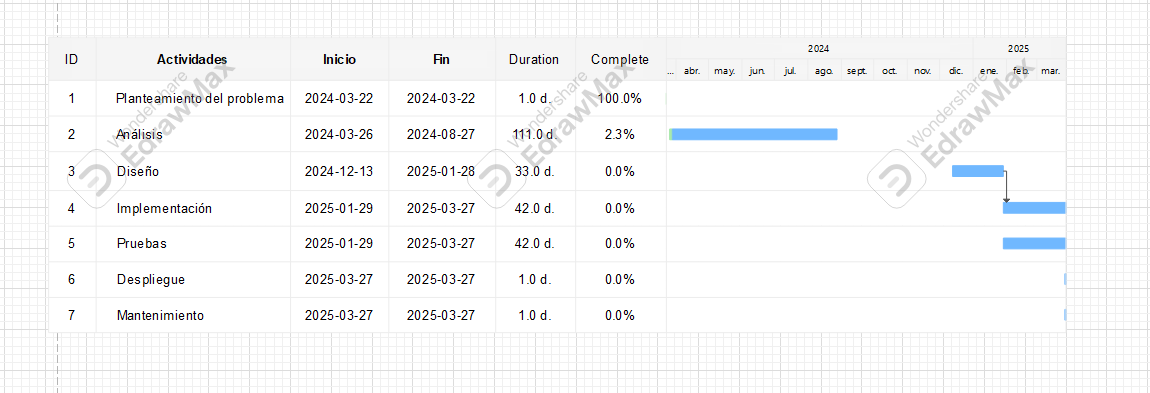 ID Actividades Inicio Fin Duration Complete 2024 2025
... abr. may. jun. jul. ago. sept. oct. nov. dic. ene. feb. mar.
1 Planteamiento del problema 2024-03-22 2024-03-22 1.0 d. 100.0%
2 Análisis 2024-03-26 2024-08-27 111.0 d. 2.3%
3 Diseño 2024-12-13 2025-01-28 33.0 d. 0.0%
4 Implementación 2025-01-29 2025-03-27 42.0 d. 0.0%
5 Pruebas 2025-01-29 2025-03-27 42.0 d. 0.0%
6 Despliegue 2025-03-27 2025-03-27 1.0 d. 0.0%
7 Mantenimiento 2025-03-27 2025-03-27 1.0 d. 0.0%
Wondershare
EdrawMax
Wondershare
EdrawMax
Wondershare
EdrawMax